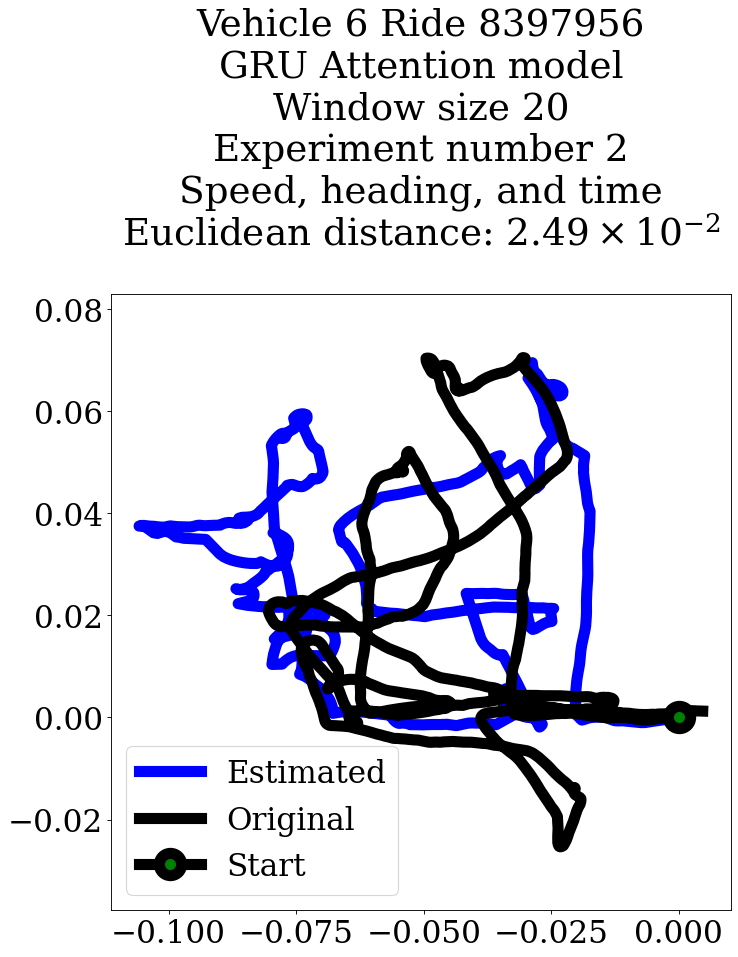 Vehicle 6 Ride 8397956
GRU Attention model
Window size 20
Experiment number 2
Speed, heading, and time
Euclidean distance: 2.49 × 10⁻²
0.08
0.06
0.04
0.02
0.00
−0.02
Estimated
Original
Start
−0.100 −0.075 −0.050 −0.025 0.000